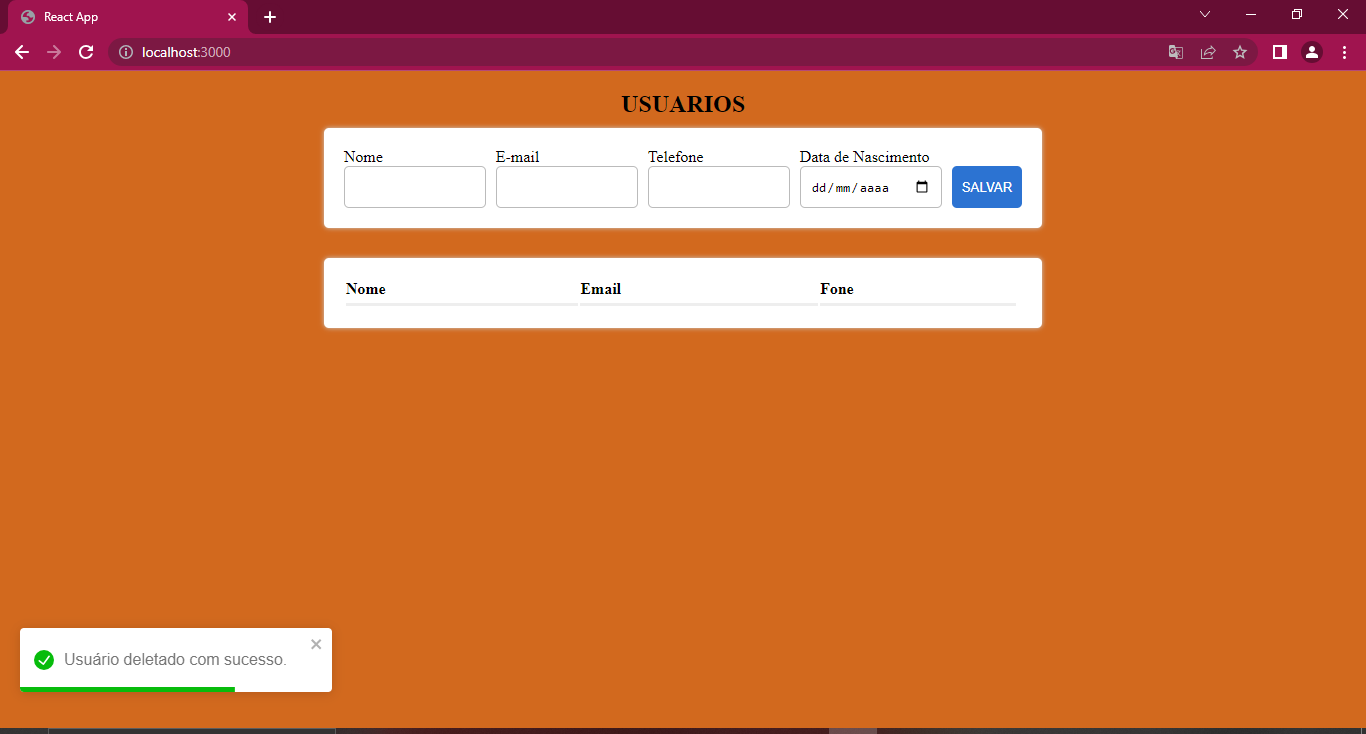 React App
localhost:3000
USUARIOS
Nome E-mail Telefone Data de Nascimento
dd/mm/aaaa SALVAR
Nome Email Fone
Usuário deletado com sucesso.